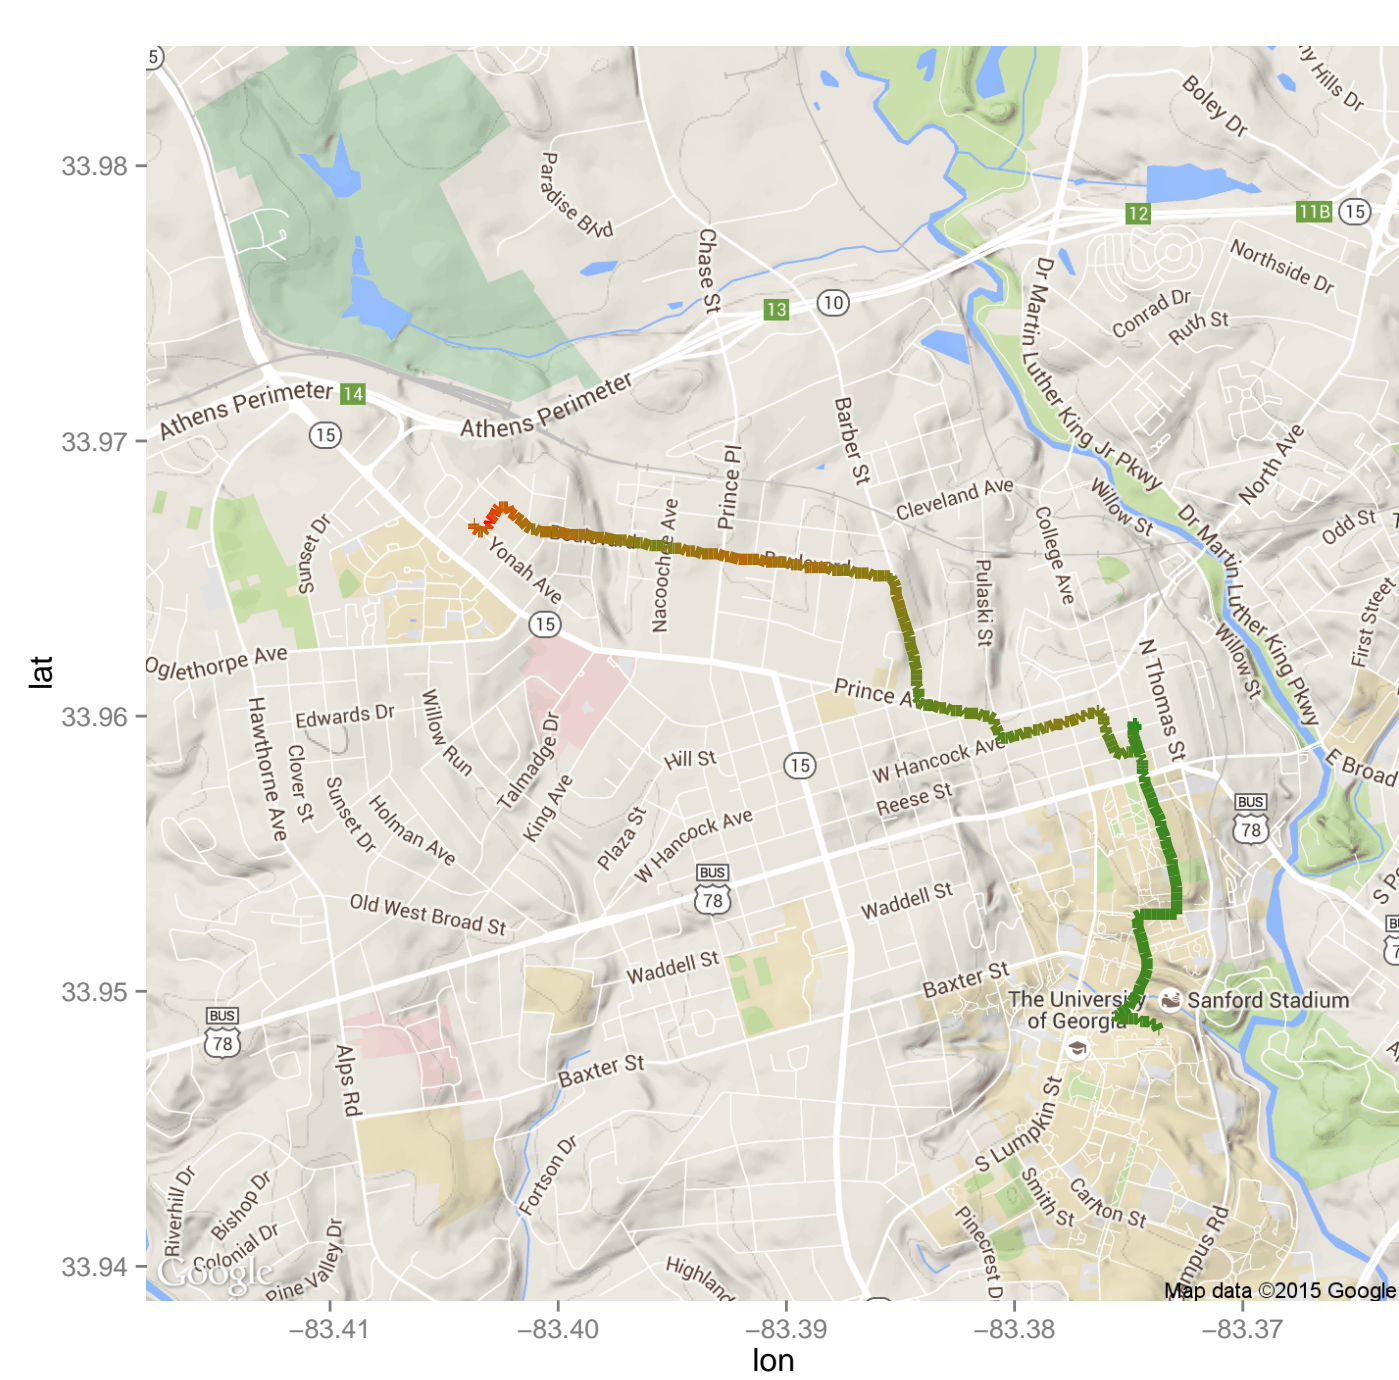 5
ny Hills Dr
Boley Dr
33.98
Paradise Blvd
12
11B
15
Chase St
Northside Dr
Dr Martin Luther King Jr Pkwy
13
10
Conrad Dr
Ruth St
Athens Perimeter
14
Athens Perimeter
15
33.97
Barber St
Prince Pl
North Ave
Cleveland Ave
Willow St
Dr Martin Luther King Pkwy
Odd St
Sunset Dr
Nacoochee Ave
College Ave
Boulevard
Boulevard
Yonah Ave
Pulaski St
First Street
15
Willow St
N Thomas St
Oglethorpe Ave
Prince A
33.96
Hawthorne Ave
Edwards Dr
Willow Run
Talmadge Dr
Clover St
Hill St
W Hancock Ave
15
E Broad
Sunset Dr
Holman Ave
King Ave
Plaza St
Reese St
BUS
78
W Hancock Ave
BUS
78
Old West Broad St
Waddell St
S Po
Waddell St
Baxter St
33.95
The University
of Georgia
Sanford Stadium
BUS
78
Alps Rd
Baxter St
S Lumpkin St
Fortson Dr
Riverhill Dr
Bishop Dr
Colonial Dr
Pine Valley Dr
Smith St
Carlton St
Pinecrest D
mpus Rd
Highland
33.94
Google
Map data ©2015 Google
−83.41
−83.40
−83.39
−83.38
−83.37
lon
lat